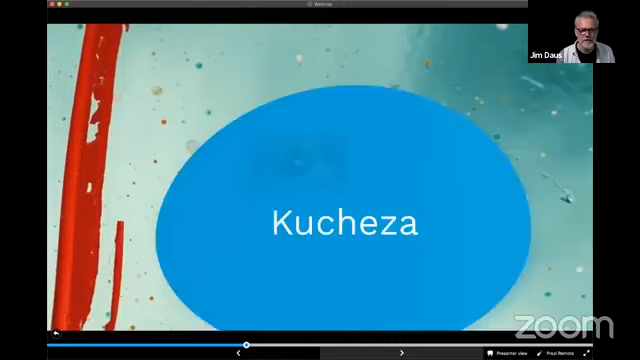 Webinar
Jim Daus
Kucheza
zoom
Presenter view
Prezi Remote